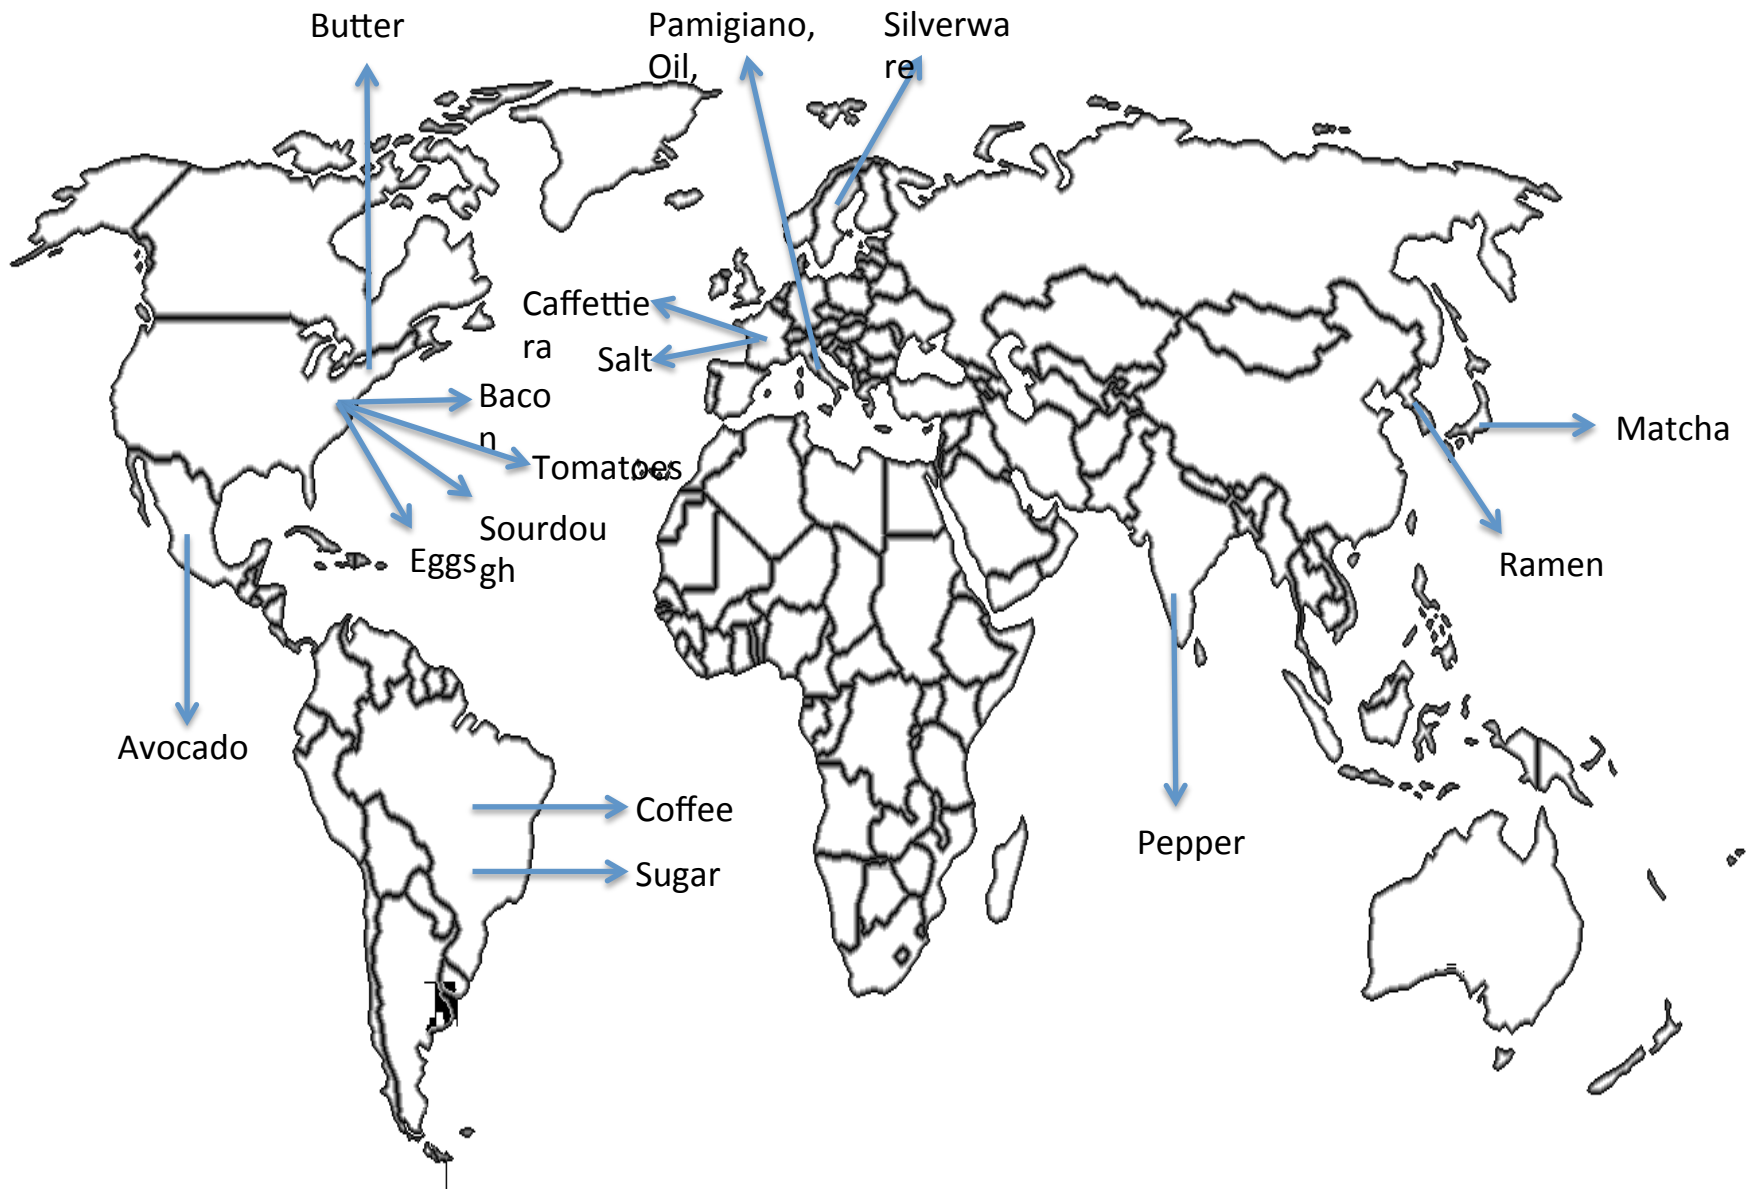 Butter
Pamigiano,
Oil,
Silverwa
re
Caffettie
ra
Salt
Baco
n
Tomatoes
Sourdou
gh
Eggs
Avocado
Coffee
Sugar
Matcha
Ramen
Pepper